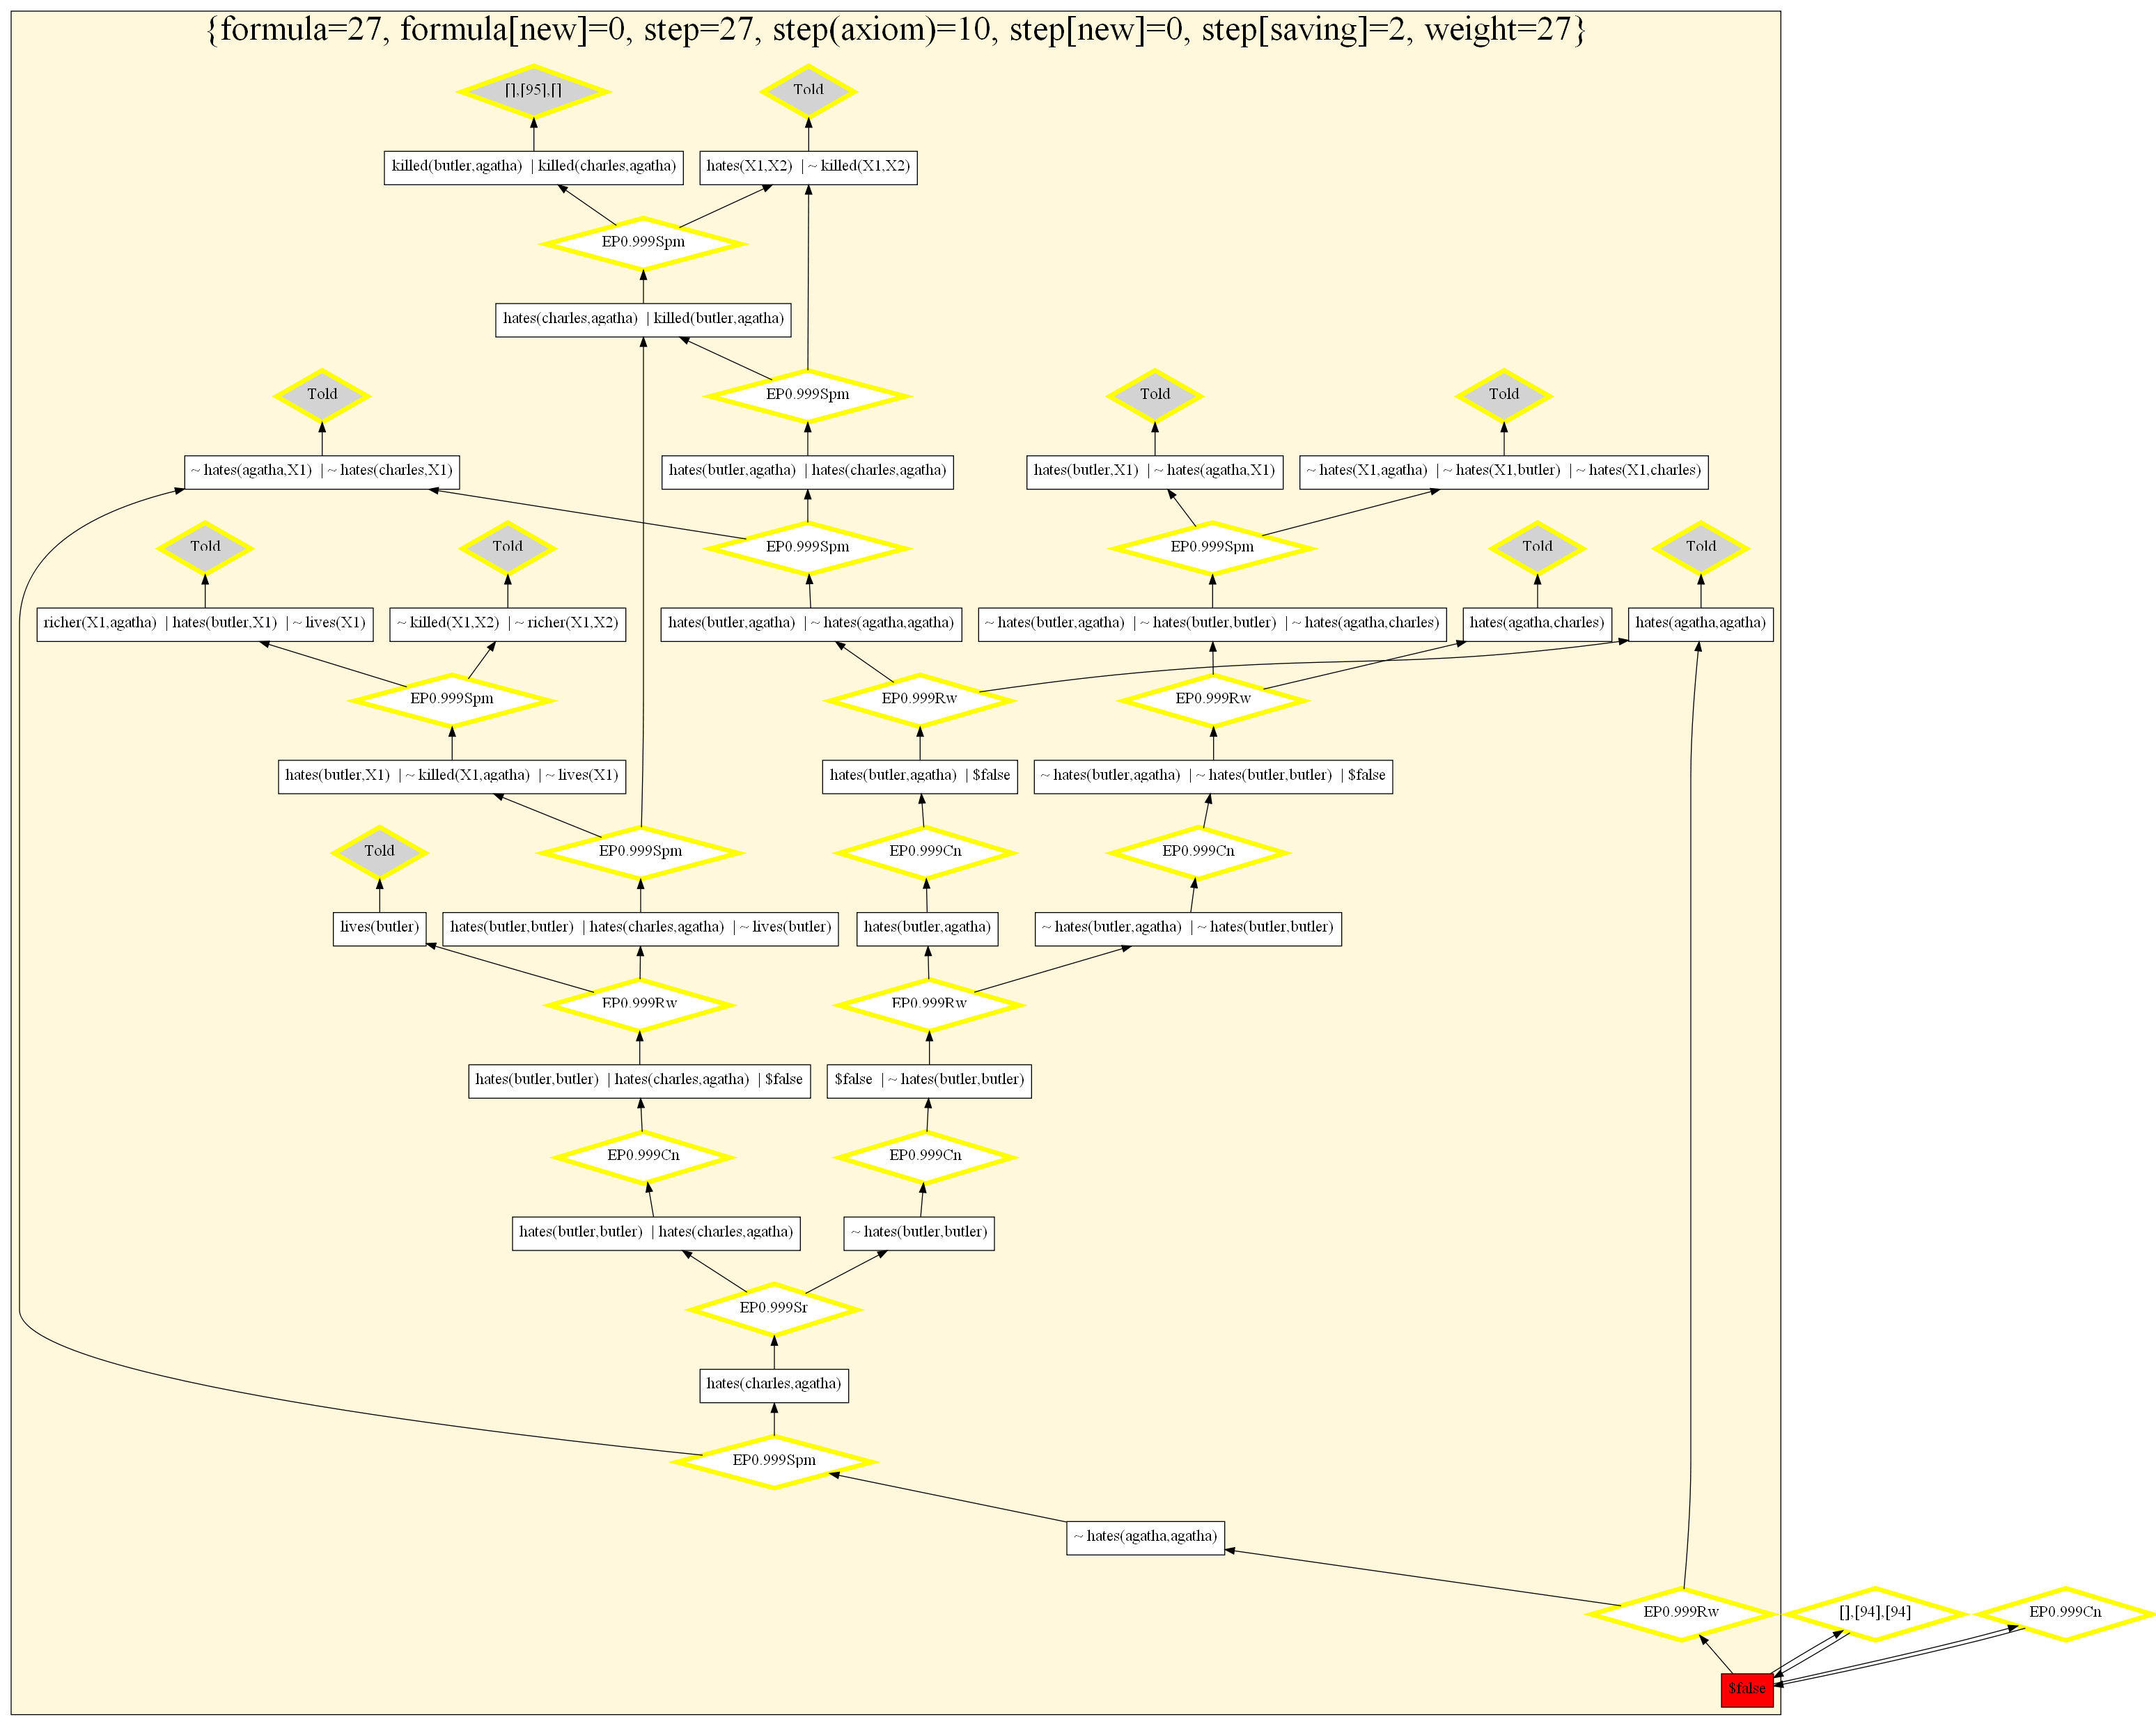 {formula=27, formula[new]=0, step=27, step(axiom)=10, step[new]=0, step[saving]=2, weight=27}
[],[95],[]
Told
killed(butler,agatha) | killed(charles,agatha)
hates(X1,X2) | ~ killed(X1,X2)
EP0.999Spm
hates(charles,agatha) | killed(butler,agatha)
Told
EP0.999Spm
Told
Told
~ hates(agatha,X1) | ~ hates(charles,X1)
hates(butler,agatha) | hates(charles,agatha)
hates(butler,X1) | ~ hates(agatha,X1)
~ hates(X1,agatha) | ~ hates(X1,butler) | ~ hates(X1,charles)
Told
Told
EP0.999Spm
EP0.999Spm
Told
Told
richer(X1,agatha) | hates(butler,X1) | ~ lives(X1)
~ killed(X1,X2) | ~ richer(X1,X2)
hates(butler,agatha) | ~ hates(agatha,agatha)
~ hates(butler,agatha) | ~ hates(butler,butler) | ~ hates(agatha,charles)
hates(agatha,charles)
hates(agatha,agatha)
EP0.999Spm
EP0.999Rw
EP0.999Rw
hates(butler,X1) | ~ killed(X1,agatha) | ~ lives(X1)
hates(butler,agatha) | $false
~ hates(butler,agatha) | ~ hates(butler,butler) | $false
Told
EP0.999Spm
EP0.999Cn
EP0.999Cn
lives(butler)
hates(butler,butler) | hates(charles,agatha) | ~ lives(butler)
hates(butler,agatha)
~ hates(butler,agatha) | ~ hates(butler,butler)
EP0.999Rw
EP0.999Rw
hates(butler,butler) | hates(charles,agatha) | $false
$false | ~ hates(butler,butler)
EP0.999Cn
EP0.999Cn
hates(butler,butler) | hates(charles,agatha)
~ hates(butler,butler)
EP0.999Sr
hates(charles,agatha)
EP0.999Spm
~ hates(agatha,agatha)
EP0.999Rw
[],[94],[94]
EP0.999Cn
$false